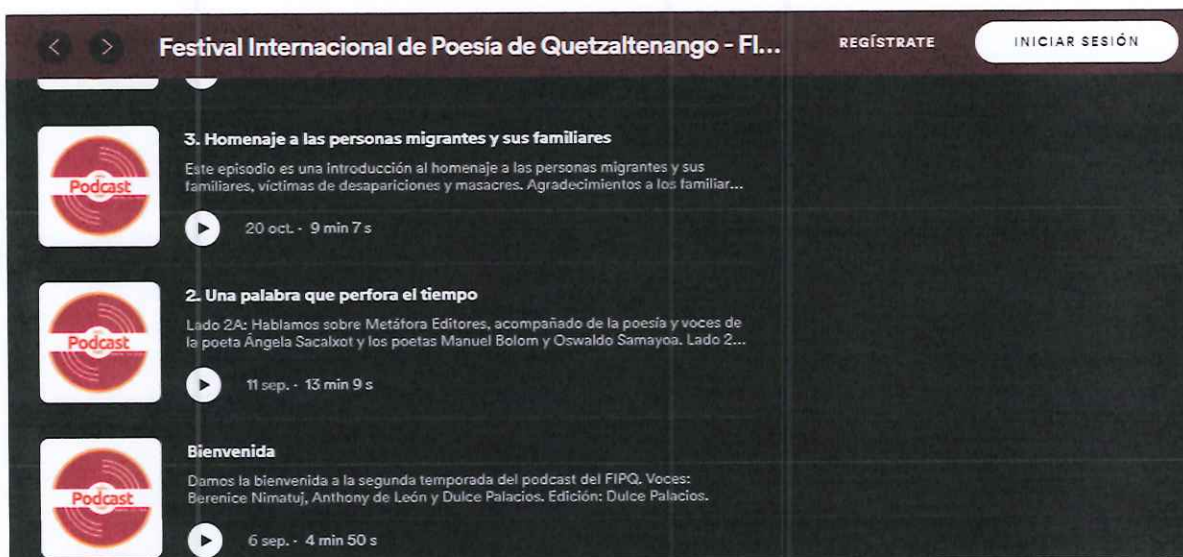 Festival Internacional de Poesía de Quetzaltenango - FI...
REGÍSTRATE
INICIAR SESIÓN
3. Homenaje a las personas migrantes y sus familiares
Este episodio es una introducción al homenaje a las personas migrantes y sus
familiares, víctimas de desapariciones y masacres. Agradecimientos a los familiar...
Podcast
20 oct. - 9 min 7 s
2. Una palabra que perfora el tiempo
Lado 2A: Hablamos sobre Metáfora Editores, acompañado de la poesía y voces de
la poeta Ángela Sacalxot y los poetas Manuel Bolom y Oswaldo Samayoa. Lado 2...
Podcast
11 sep. - 13 min 9 s
Bienvenida
Damos la bienvenida a la segunda temporada del podcast del FIPQ. Voces:
Berenice Nimatuj, Anthony de León y Dulce Palacios. Edición: Dulce Palacios.
Podcast
6 sep. - 4 min 50 s